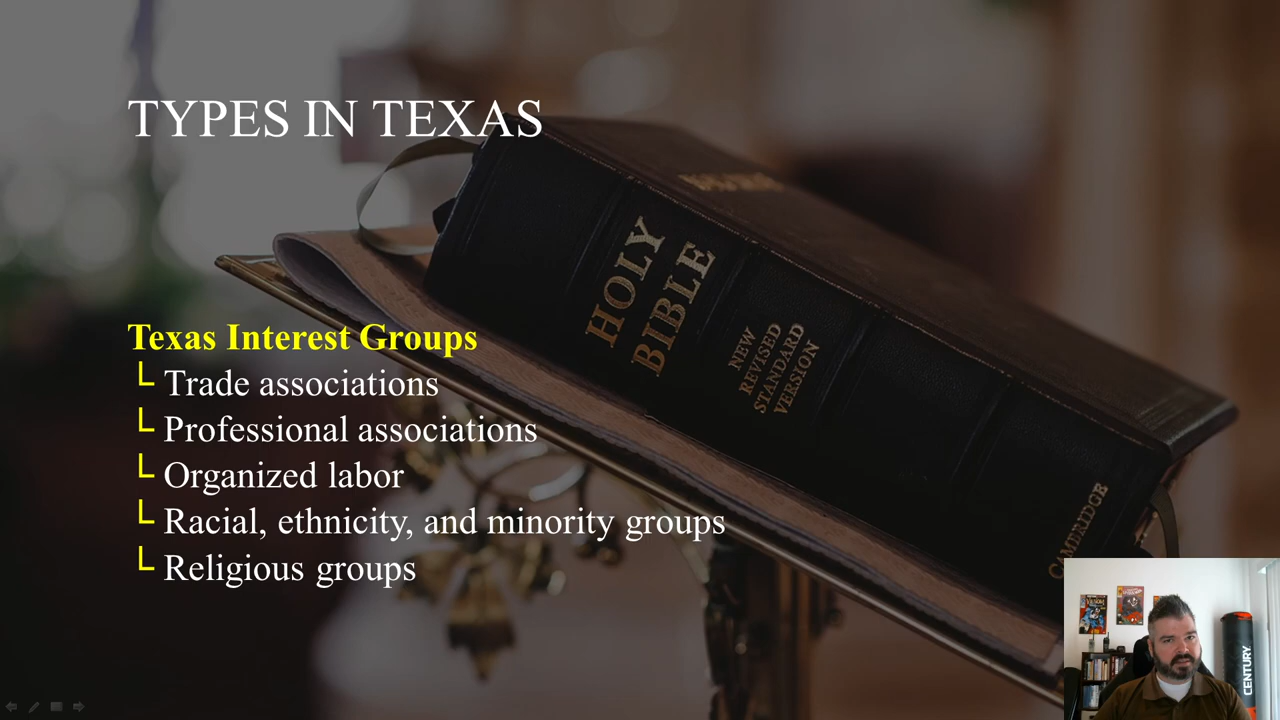 TYPES IN TEXAS
HOLY
BIBLE
NEW
REVISED
STANDARD
VERSION
CAMBRIDGE
Texas Interest Groups
Trade associations
Professional associations
Organized labor
Racial, ethnicity, and minority groups
Religious groups
CENTURY